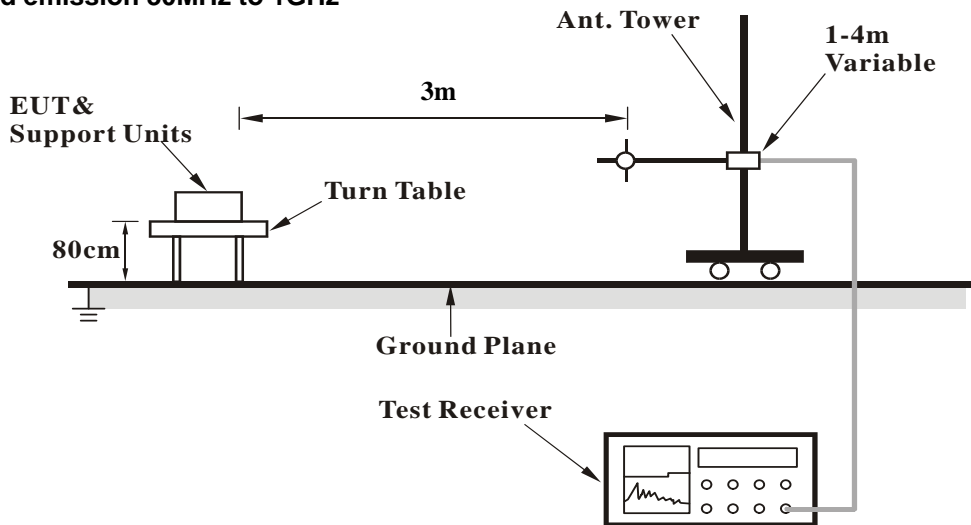 emission 30MHz to 1GHz
Ant. Tower
1-4m
Variable
3m
EUT&
Support Units
Turn Table
80cm
Ground Plane
Test Receiver